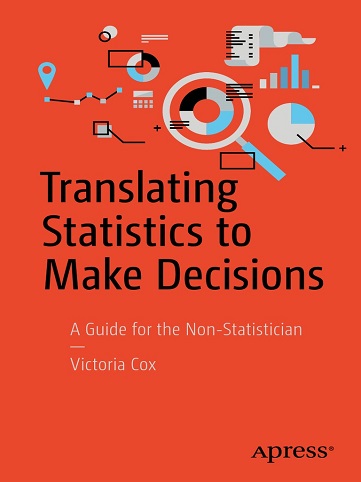 Translating
Statistics to
Make Decisions
A Guide for the Non-Statistician
Victoria Cox
Apress®